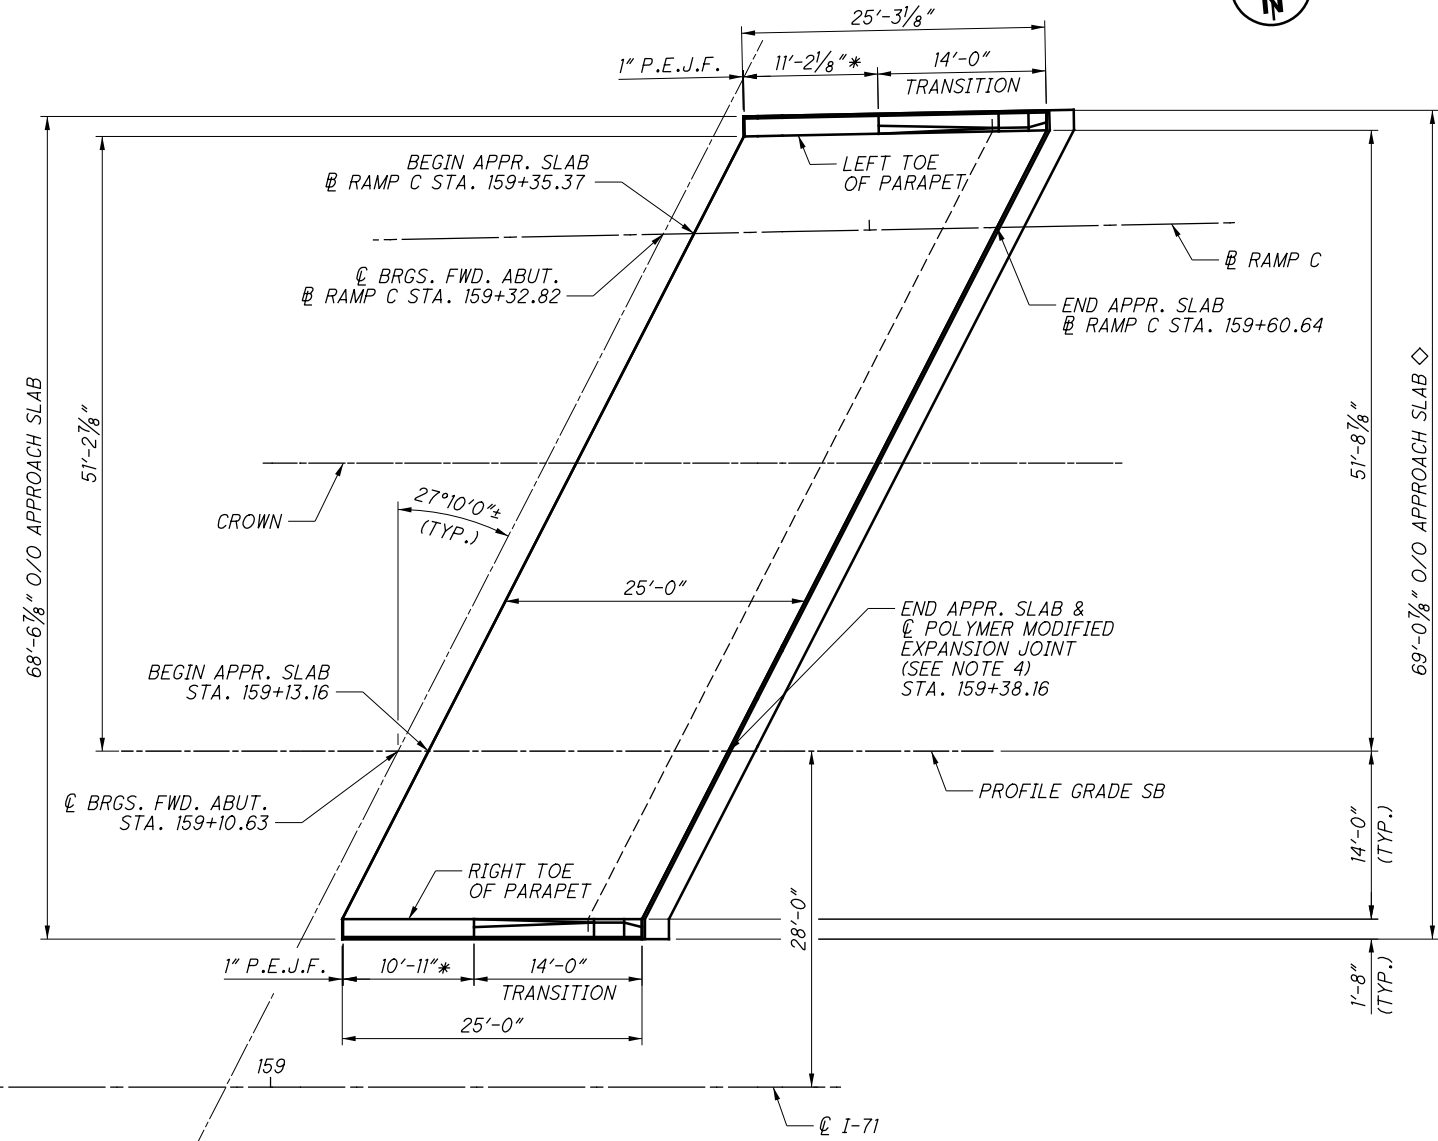 N
25'-3⅛"
1" P.E.J.F.
11'-2⅛"*
14'-0"
TRANSITION
BEGIN APPR. SLAB
℄ RAMP C STA. 159+35.37
LEFT TOE
OF PARAPET
℄ BRGS. FWD. ABUT.
℄ RAMP C STA. 159+32.82
℄ RAMP C
END APPR. SLAB
℄ RAMP C STA. 159+60.64
68'-6⅞" O/O APPROACH SLAB
51'-2⅞"
51'-8⅞"
69'-0⅞" O/O APPROACH SLAB ◇
CROWN
27°10'0"±
(TYP.)
25'-0"
END APPR. SLAB &
℄ POLYMER MODIFIED
EXPANSION JOINT
(SEE NOTE 4)
STA. 159+38.16
BEGIN APPR. SLAB
STA. 159+13.16
PROFILE GRADE SB
℄ BRGS. FWD. ABUT.
STA. 159+10.63
14'-0"
(TYP.)
RIGHT TOE
OF PARAPET
28'-0"
1" P.E.J.F.
10'-11"*
14'-0"
TRANSITION
1'-8"
(TYP.)
25'-0"
159
℄ I-71